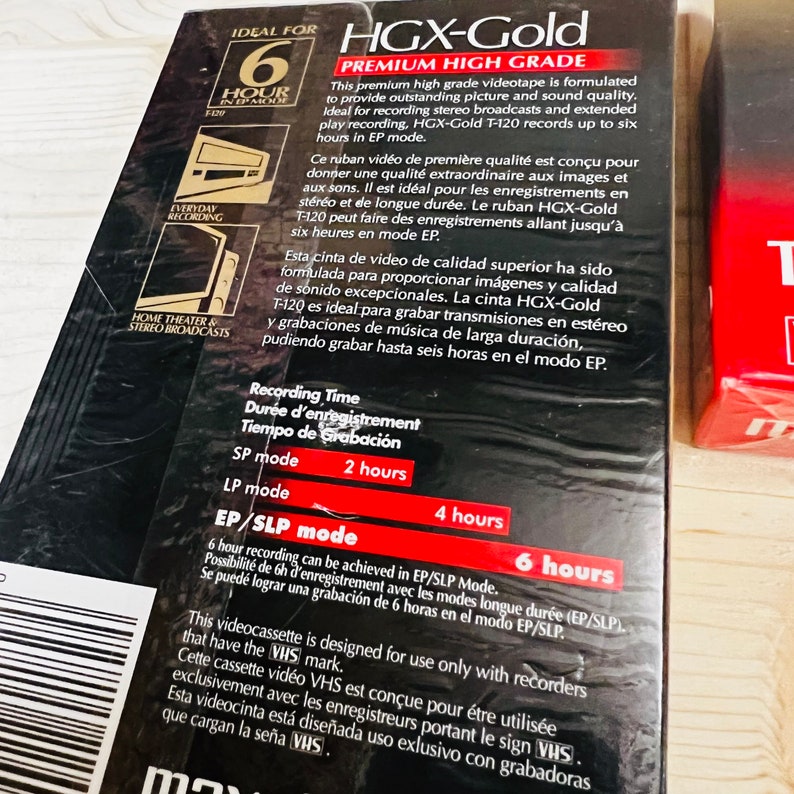 IDEAL FOR
6
HOUR
IN EP MODE
T-120
EVERYDAY
RECORDING
HOME THEATER &
STEREO BROADCASTS
HGX-Gold
PREMIUM HIGH GRADE
This premium high grade videotape is formulated
to provide outstanding picture and sound quality.
Ideal for recording stereo broadcasts and extended
play recording, HGX-Gold T-120 records up to six
hours in EP mode.
Ce ruban vidéo de première qualité est conçu pour
donner une qualité extraordinaire aux images et
aux sons. Il est idéal pour les enregistrements en
stéréo et de longue durée. Le ruban HGX-Gold
T-120 peut faire des enregistrements allant jusqu'à
six heures en mode EP.
Esta cinta de video de calidad superior ha sido
formulada para proporcionar imágenes y calidad
de sonido excepcionales. La cinta HGX-Gold
T-120 es ideal para grabar transmisiones en estéreo
y grabaciones de música de larga duración,
pudiendo grabar hasta seis horas en el modo EP.
Recording Time
Durée d'enregistrement
Tiempo de Grabación
SP mode 2 hours
LP mode 4 hours
EP/SLP mode 6 hours
6 hour recording can be achieved in EP/SLP Mode.
Possibilité de 6h d'enregistrement avec les modes longue durée (EP/SLP).
Se puedé lograr una grabación de 6 horas en el modo EP/SLP.
This videocassette is designed for use only with recorders
that have the VHS mark.
Cette cassette vidéo VHS est conçue pour étre utilisée
exclusivement avec les enregistreurs portant le sign VHS.
Esta videocinta está diseñada uso exclusivo con grabadoras
que cargan la seña VHS.